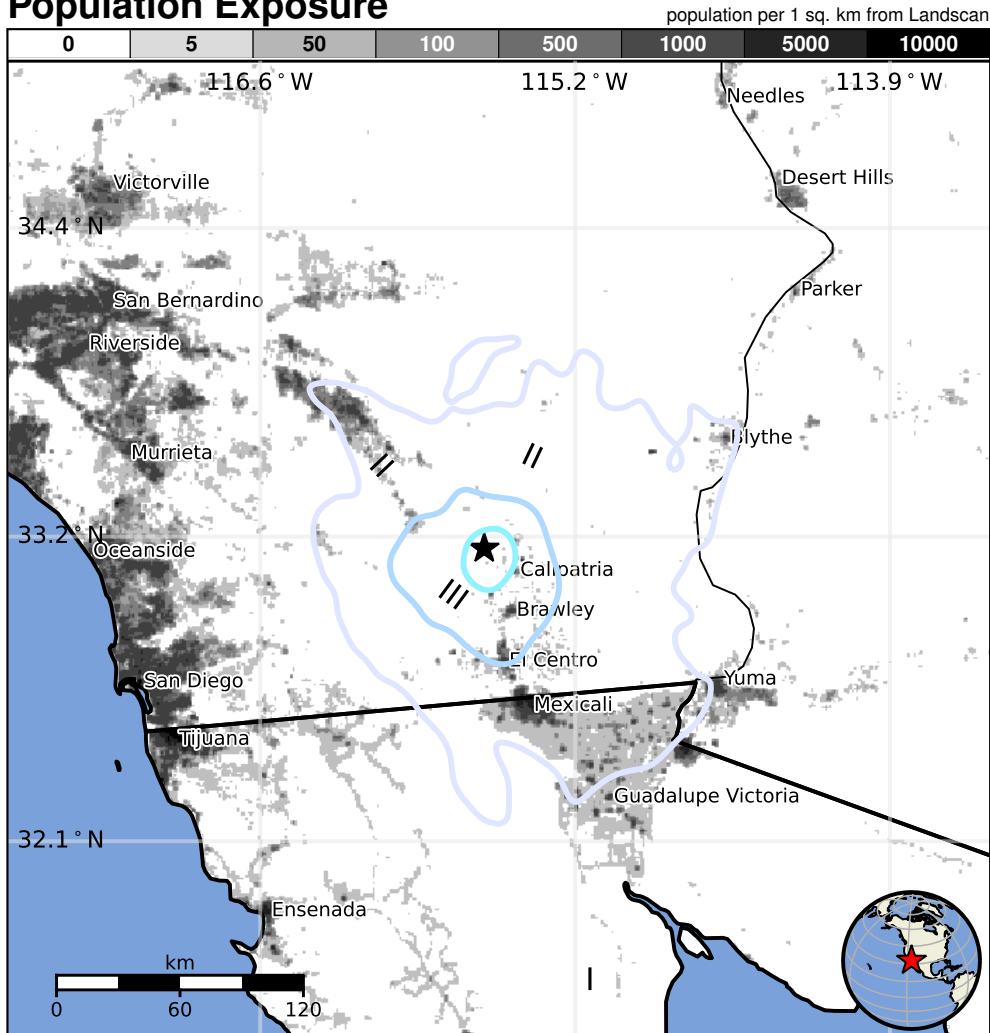 Population Exposure
population per 1 sq. km from Landscan
0 5 50 100 500 1000 5000 10000
116.6°W 115.2°W 113.9°W
Needles
Desert Hills
Victorville
34.4°N
Parker
San Bernardino
Riverside
Blythe
Murrieta
II
II
33.2°N
Oceanside
Calipatria
III
Brawley
El Centro
San Diego
Yuma
Mexicali
Tijuana
Guadalupe Victoria
32.1°N
Ensenada
km
I
0 60 120